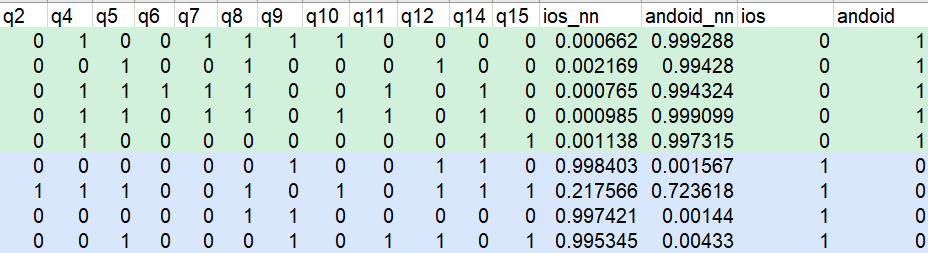 q2 q4 q5 q6 q7 q8 q9 q10 q11 q12 q14 q15 ios_nn andoid_nn ios andoid
0 1 0 0 1 1 1 1 0 0 0 0 0.000662 0.999288 0 1
0 0 1 0 0 1 0 0 0 1 0 0 0.002169 0.99428 0 1
0 1 1 1 1 1 0 0 1 0 1 0 0.000765 0.994324 0 1
0 1 1 0 1 1 0 1 1 0 1 0 0.000985 0.999099 0 1
0 1 0 0 0 0 0 0 0 0 1 1 0.001138 0.997315 0 1
0 0 0 0 0 0 1 0 0 1 1 0 0.998403 0.001567 1 0
1 1 1 0 0 1 0 1 0 1 1 1 0.217566 0.723618 1 0
0 0 0 0 0 1 1 0 0 0 0 0 0.997421 0.00144 1 0
0 0 1 0 0 0 1 0 1 1 0 1 0.995345 0.00433 1 0